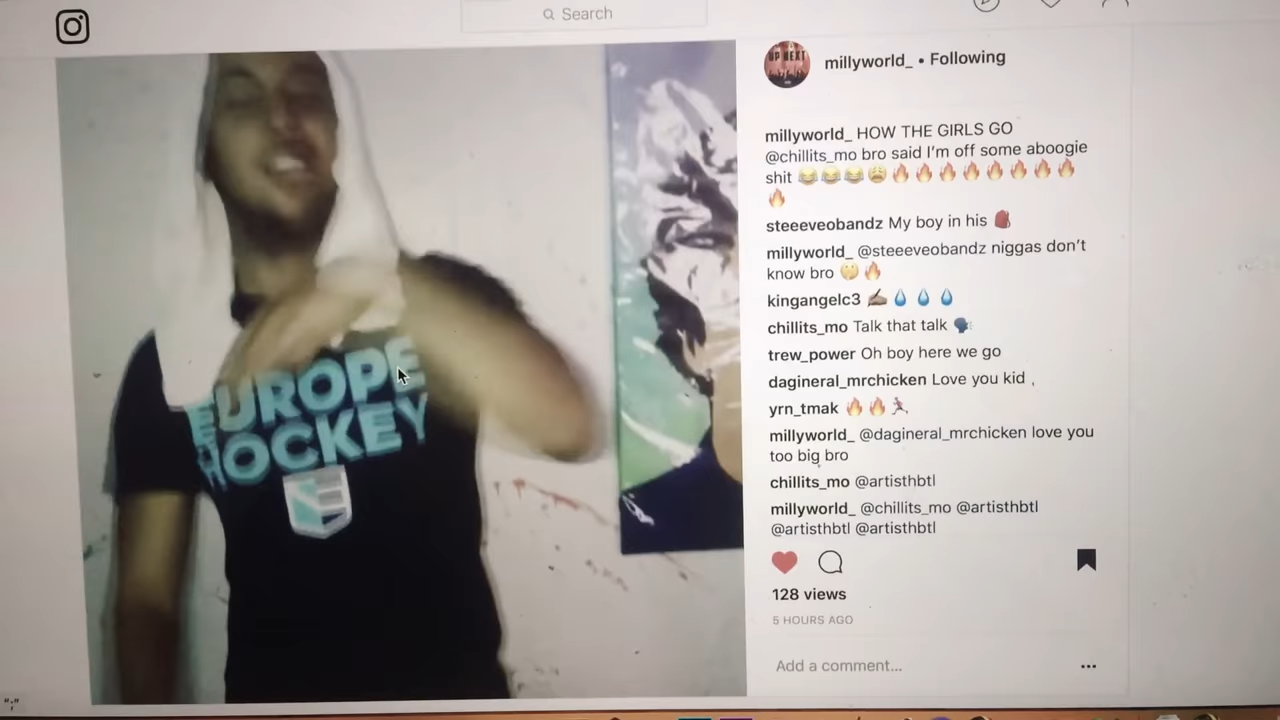 Search
UP NEXT
millyworld_ • Following
millyworld_ HOW THE GIRLS GO
@chillits_mo bro said I'm off some aboogie
shit 😂😂😂😩🔥🔥🔥🔥🔥🔥🔥🔥
🔥
steeeveobandz My boy in his 🎒
millyworld_ @steeeveobandz niggas don't
know bro 🤫🔥
kingangelc3 ✍🏽💧💧💧
chillits_mo Talk that talk 🗣
trew_power Oh boy here we go
dagineral_mrchicken Love you kid ,
yrn_tmak 🔥🔥🏃🏽‍♀️
millyworld_ @dagineral_mrchicken love you
too big bro
chillits_mo @artisthbtl
millyworld_ @chillits_mo @artisthbtl
@artisthbtl @artisthbtl
128 views
5 HOURS AGO
Add a comment...
EUROPE
HOCKEY